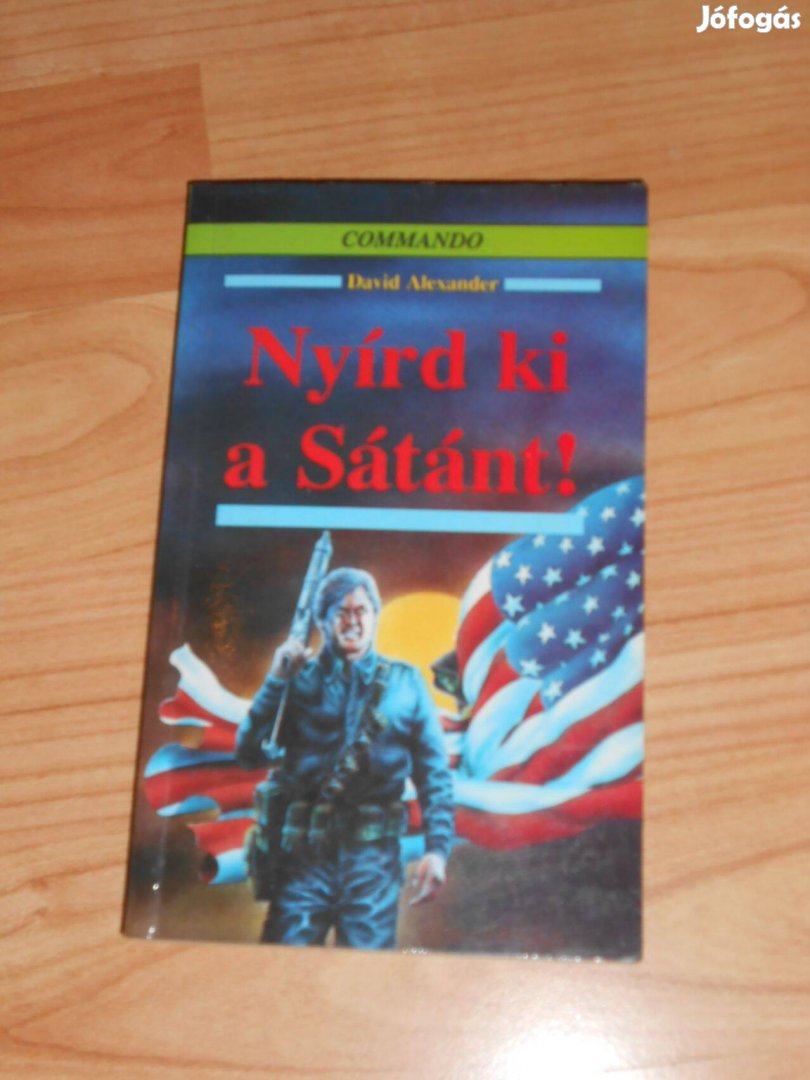 Jófogás
COMMANDO
David Alexander
Nyírd ki
a Sátánt!